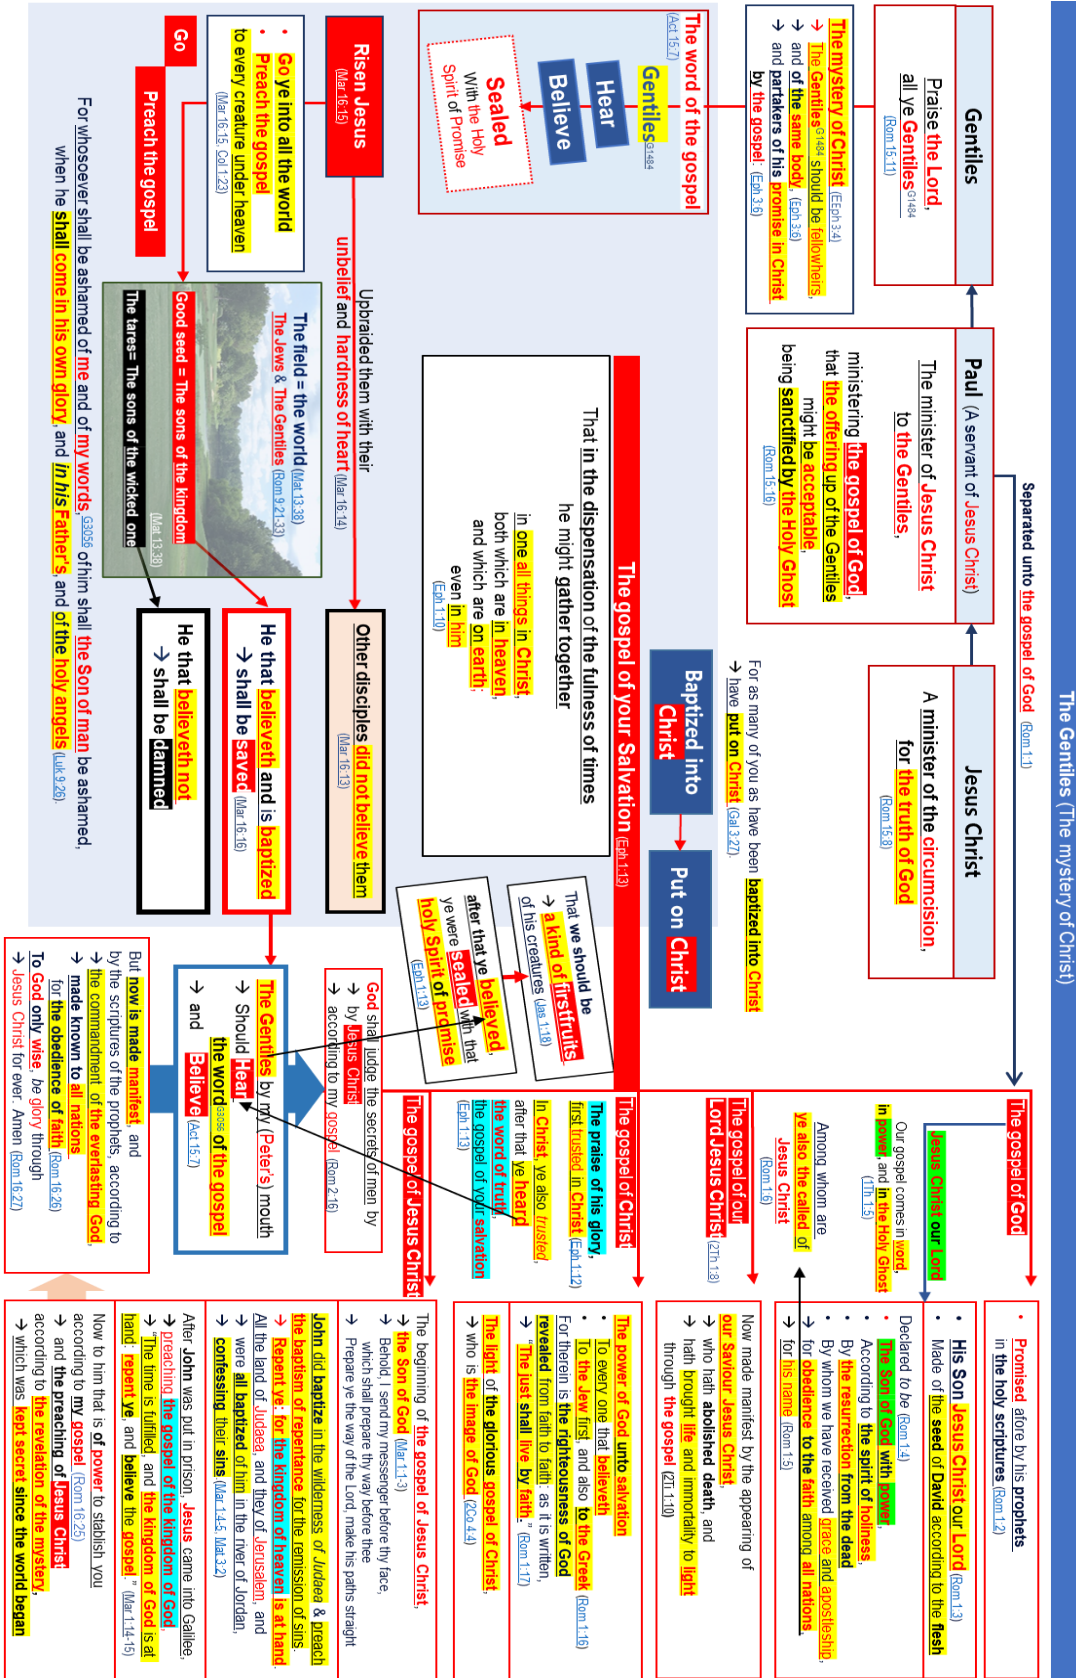 The Gentiles (The mystery of Christ)
Gentiles
Praise the Lord,
all ye Gentiles G1484
(Rom 15:11)
Paul (A servant of Jesus Christ)
The minister of Jesus Christ
to the Gentiles,
ministering the gospel of God,
that the offering up of the Gentiles
might be acceptable,
being sanctified by the Holy Ghost
(Rom 15:16)
Jesus Christ
A minister of the circumcision,
for the truth of God
(Rom 15:8)
Separated unto the gospel of God (Rom 1:1)
The mystery of Christ (EEph 3:4)
→ The Gentiles G1484 should be fellowheirs,
→ and of the same body, (Eph 3:6)
→ and partakers of his promise in Christ
by the gospel: (Eph 3:6)
The word of the gospel
(Act 15:7)
Gentiles G1484
Hear
Believe
Sealed
With the Holy
Spirit of Promise
For as many of you as have been baptized into Christ
→ have put on Christ (Gal 3:27).
Baptized into
Christ
Put on Christ
The gospel of your Salvation (Eph 1:13)
That in the dispensation of the fulness of times
he might gather together
in one all things in Christ,
both which are in heaven,
and which are on earth;
even in him
(Eph 1:10)
That we should be
→ a kind of firstfruits
of his creatures (Jas 1:18)
after that ye believed,
ye were sealed with that
holy Spirit of promise
(Eph 1:13)
Risen Jesus
(Mar 16:15)
Upbraided them with their
unbelief and hardness of heart (Mar 16:14)
Other disciples did not believe them
(Mar 16:13)
• Go ye into all the world
• Preach the gospel
to every creature under heaven
(Mar 16:15, Col 1:23)
Go
Preach the gospel
The field = the world (Mat 13:38)
The Jews & The Gentiles (Rom 9:21-33)
Good seed = The sons of the kingdom
The tares= The sons of the wicked one
(Mat 13:38)
He that believeth and is baptized
→ shall be saved (Mar 16:16)
He that believeth not
→ shall be damned
For whosoever shall be ashamed of me and of my words, G3056 of him shall the Son of man be ashamed,
when he shall come in his own glory, and in his Father's, and of the holy angels (Luk 9:26).
The gospel of God
Jesus Christ our Lord
Our gospel comes in word,
in power, and in the Holy Ghost
(1Th 1:5)
Among whom are
ye also the called of
Jesus Christ
(Rom 1:6)
The gospel of our
Lord Jesus Christ (2Th 1:8)
The gospel of Christ
The praise of his glory,
first trusted in Christ (Eph 1:12)
In Christ, ye also trusted,
after that ye heard
the word of truth,
the gospel of your salvation
(Eph 1:13)
The gospel of Jesus Christ
God shall judge the secrets of men by
→ by Jesus Christ
→ according to my gospel (Rom 2:16)
The Gentiles by my (Peter's) mouth
→ Should Hear
the word G3056 of the gospel
→ and Believe (Act 15:7)
But now is made manifest, and
by the scriptures of the prophets, according to
→ the commandment of the everlasting God,
→ made known to all nations
for the obedience of faith (Rom 16:26)
To God only wise, be glory through
→ Jesus Christ for ever. Amen (Rom 16:27)
• Promised afore by his prophets
in the holy scriptures (Rom 1:2)
• His Son Jesus Christ our Lord (Rom 1:3)
• Made of the seed of David according to the flesh
Declared to be (Rom 1:4)
• The Son of God with power,
• According to the spirit of holiness,
• By the resurrection from the dead
• By whom we have received grace and apostleship,
→ for obedience to the faith among all nations,
→ for his name (Rom 1:5)
Now made manifest by the appearing of
our Saviour Jesus Christ,
→ who hath abolished death, and
→ hath brought life and immortality to light
through the gospel (2Ti 1:10)
The power of God unto salvation
• To every one that believeth
• To the Jew first, and also to the Greek (Rom 1:16)
For therein is the righteousness of God
revealed from faith to faith: as it is written,
→ “The just shall live by faith.” (Rom 1:17)
The light of the glorious gospel of Christ,
→ who is the image of God (2Co 4:4)
The beginning of the gospel of Jesus Christ,
→ the Son of God (Mar 1:1-3)
→ Behold, I send my messenger before thy face,
which shall prepare thy way before thee
→ Prepare ye the way of the Lord, make his paths straight
John did baptize in the wilderness of Judaea & preach
the baptism of repentance for the remission of sins.
→ Repent ye: for the kingdom of heaven is at hand.
All the land of Judaea, and they of Jerusalem, and
→ were all baptized of him in the river of Jordan,
→ confessing their sins (Mar 1:4-5, Mat 3:2)
After John was put in prison, Jesus came into Galilee,
→ preaching the gospel of the kingdom of God,
→ “The time is fulfilled, and the kingdom of God is at
hand: repent ye, and believe the gospel.” (Mar 1:14-15)
Now to him that is of power to stablish you
according to my gospel (Rom 16:25)
→ and the preaching of Jesus Christ
according to the revelation of the mystery,
→ which was kept secret since the world began